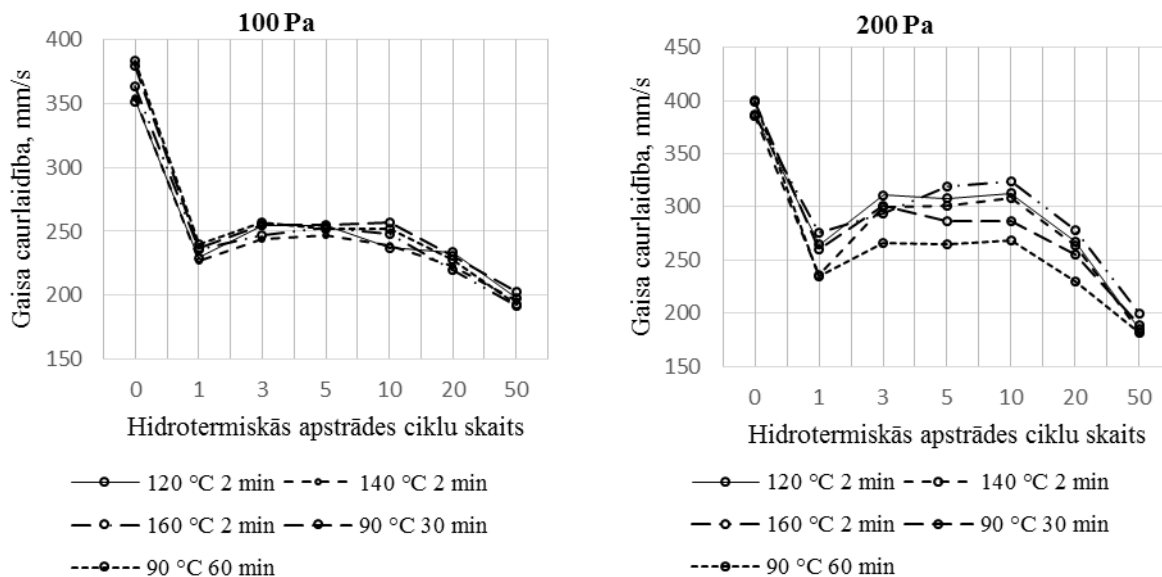 100 Pa
Gaisa caurlaidība, mm/s
400
350
300
250
200
150
0 1 3 5 10 20 50
Hidrotermiskās apstrādes ciklu skaits
120 °C 2 min 140 °C 2 min
160 °C 2 min 90 °C 30 min
90 °C 60 min
200 Pa
Gaisa caurlaidība, mm/s
450
400
350
300
250
200
150
0 1 3 5 10 20 50
Hidrotermiskās apstrādes ciklu skaits
120 °C 2 min 140 °C 2 min
160 °C 2 min 90 °C 30 min
90 °C 60 min